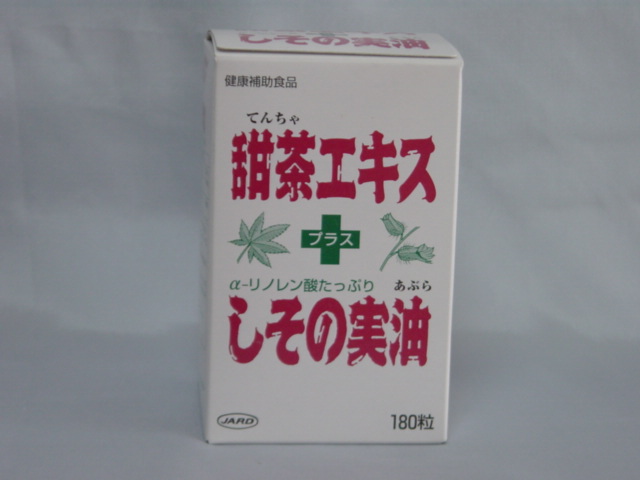 しその実油
健康補助食品
てんちゃ
甜茶エキス
プラス
α-リノレン酸たっぷり
あぶら
しその実油
JARD
180粒